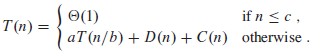 T(n) = { Θ(1) if n ≤ c ,
aT(n/b) + D(n) + C(n) otherwise .